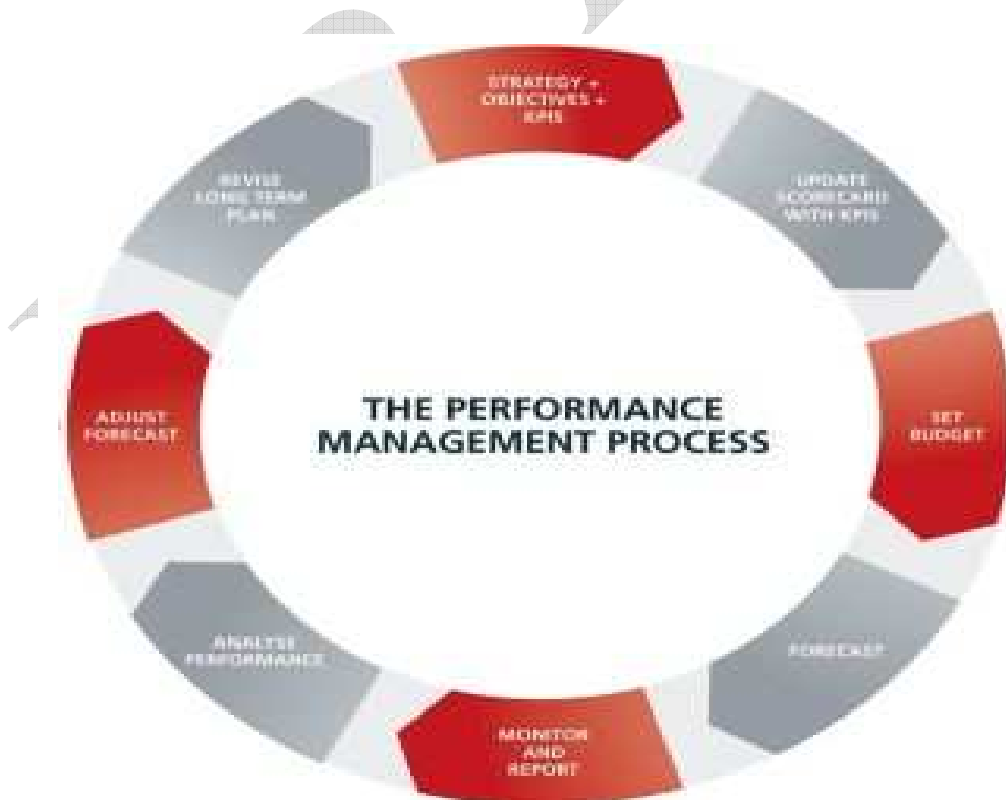 STRATEGY +
OBJECTIVES +
KPIS
UPDATE
SCORECARD
WITH KPIS
SET
BUDGET
FORECAST
MONITOR
AND
REPORT
ANALYSE
PERFORMANCE
ADJUST
FORECAST
REVISE
LONG TERM
PLAN
THE PERFORMANCE
MANAGEMENT PROCESS